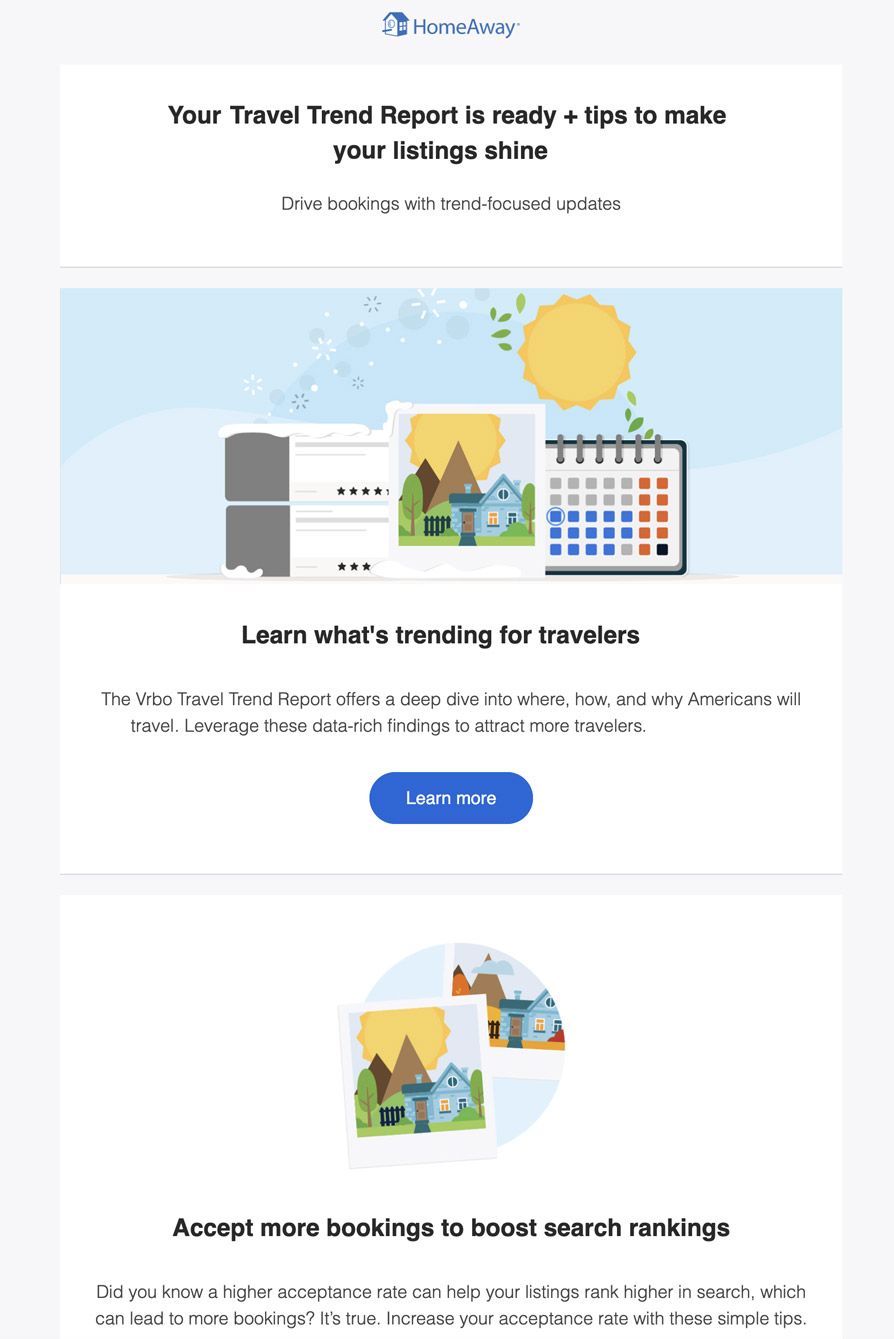 HomeAway
Your Travel Trend Report is ready + tips to make
your listings shine
Drive bookings with trend-focused updates
Learn what's trending for travelers
The Vrbo Travel Trend Report offers a deep dive into where, how, and why Americans will
travel. Leverage these data-rich findings to attract more travelers.
Learn more
Accept more bookings to boost search rankings
Did you know a higher acceptance rate can help your listings rank higher in search, which
can lead to more bookings? It’s true. Increase your acceptance rate with these simple tips.